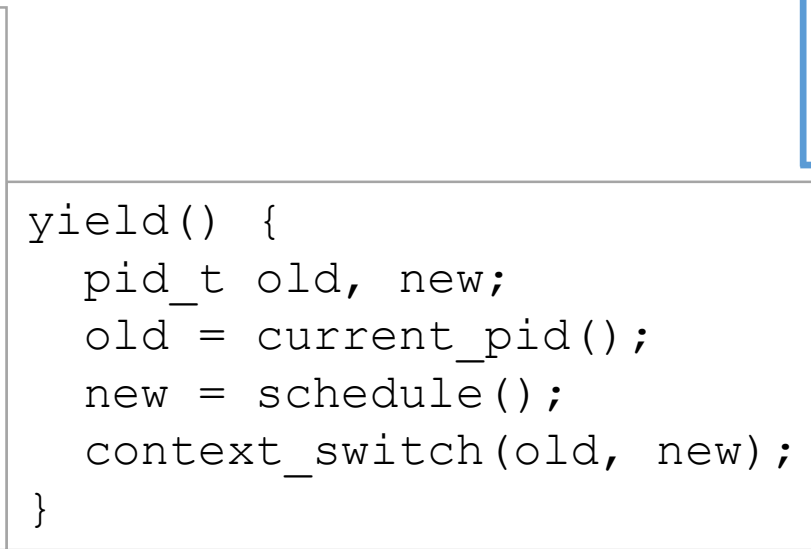 yield() {
  pid_t old, new;
  old = current_pid();
  new = schedule();
  context_switch(old, new);
}